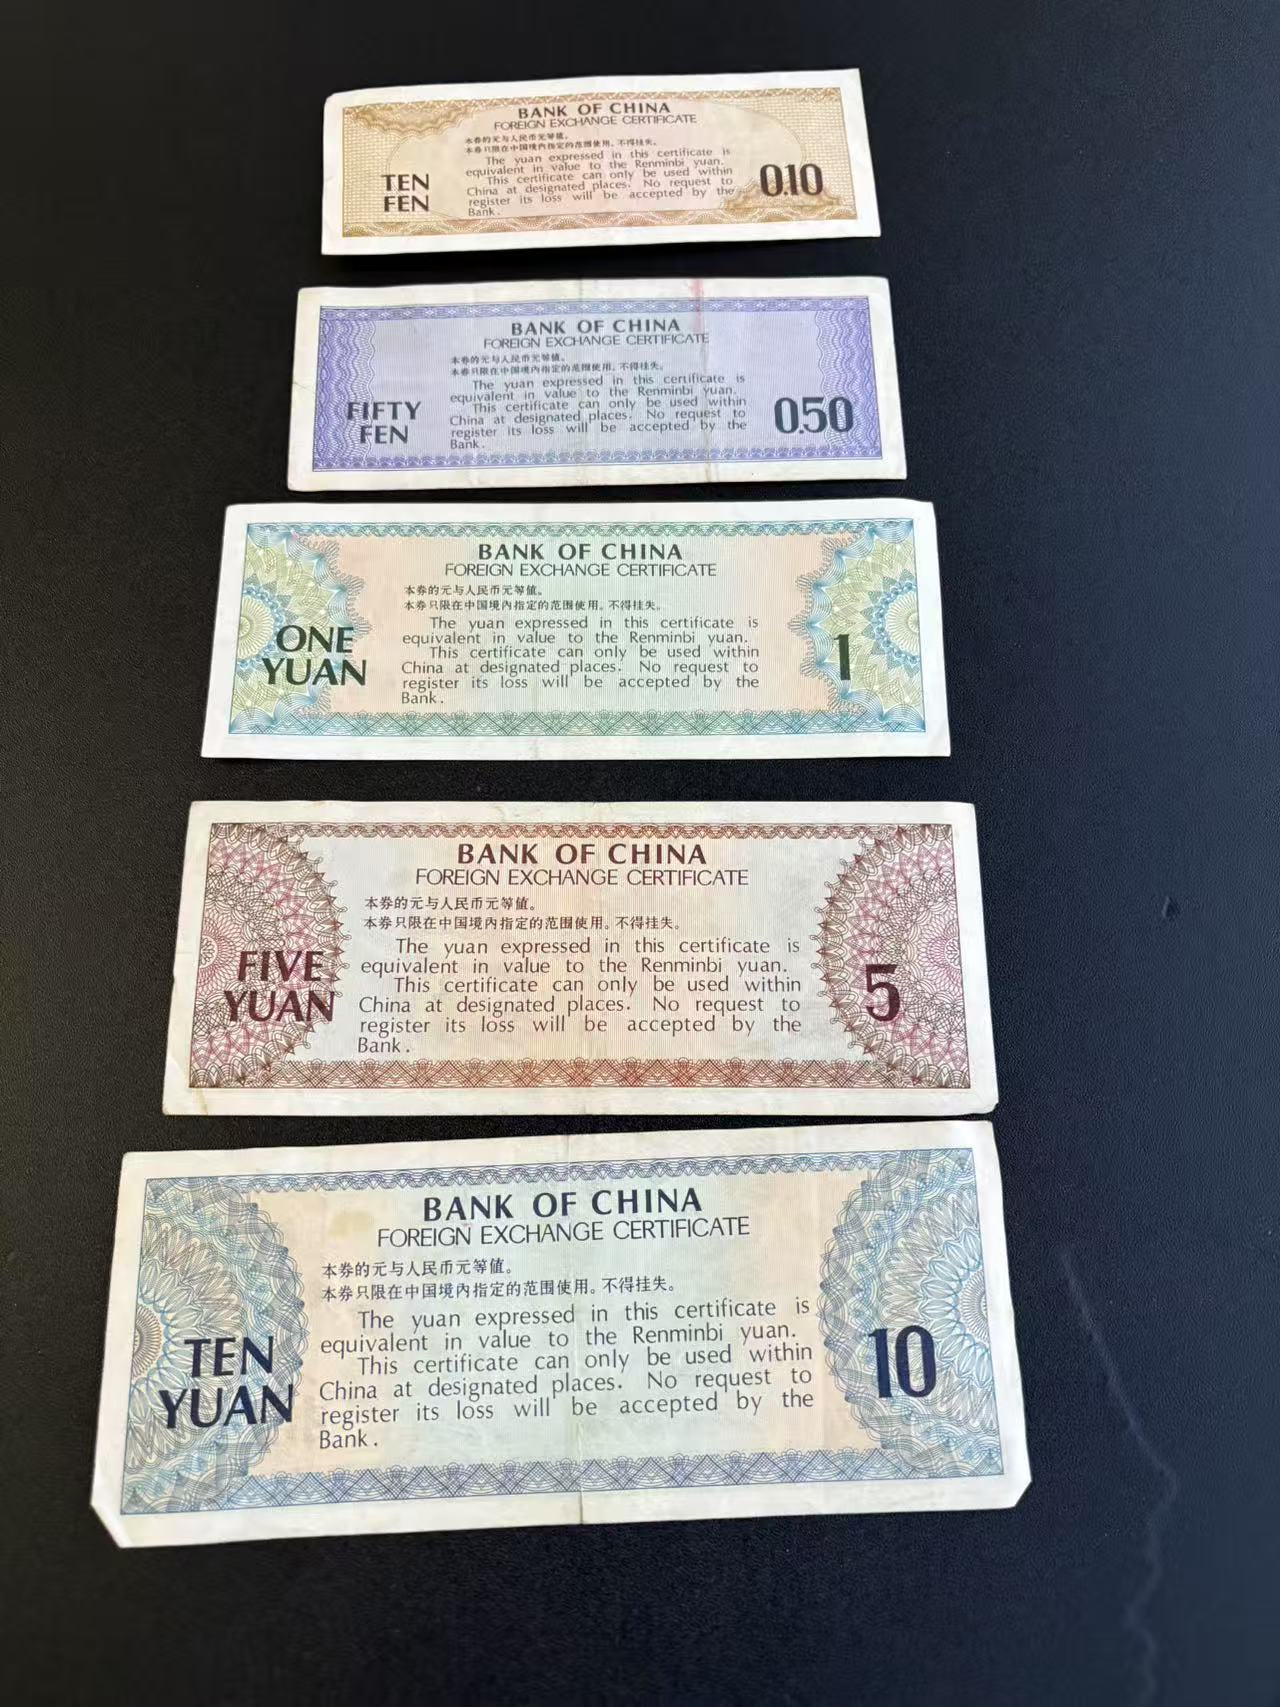 BANK OF CHINA
FOREIGN EXCHANGE CERTIFICATE
本券的元与人民币元等值。
本券只限在中国境内指定的范围使用。不得挂失。
The yuan expressed in this certificate is
equivalent in value to the Renminbi yuan.
This certificate can only be used within
China at designated places. No request to
register its loss will be accepted by the
Bank.
TEN
FEN
0.10
BANK OF CHINA
FOREIGN EXCHANGE CERTIFICATE
本券的元与人民币元等值。
本券只限在中国境内指定的范围使用。不得挂失。
The yuan expressed in this certificate is
equivalent in value to the Renminbi yuan.
This certificate can only be used within
China at designated places. No request to
register its loss will be accepted by the
Bank.
FIFTY
FEN
0.50
BANK OF CHINA
FOREIGN EXCHANGE CERTIFICATE
本券的元与人民币元等值。
本券只限在中国境内指定的范围使用。不得挂失。
The yuan expressed in this certificate is
equivalent in value to the Renminbi yuan.
This certificate can only be used within
China at designated places. No request to
register its loss will be accepted by the
Bank.
ONE
YUAN
1
BANK OF CHINA
FOREIGN EXCHANGE CERTIFICATE
本券的元与人民币元等值。
本券只限在中国境内指定的范围使用。不得挂失。
The yuan expressed in this certificate is
equivalent in value to the Renminbi yuan.
This certificate can only be used within
China at designated places. No request to
register its loss will be accepted by the
Bank.
FIVE
YUAN
5
BANK OF CHINA
FOREIGN EXCHANGE CERTIFICATE
本券的元与人民币元等值。
本券只限在中国境内指定的范围使用。不得挂失。
The yuan expressed in this certificate is
equivalent in value to the Renminbi yuan.
This certificate can only be used within
China at designated places. No request to
register its loss will be accepted by the
Bank.
TEN
YUAN
10